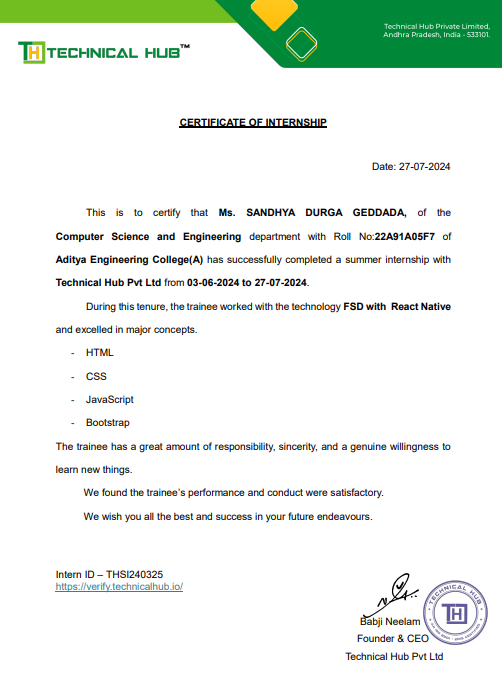 Technical Hub Private Limited,
Andhra Pradesh, India - 533101.
TH TECHNICAL HUB™
CERTIFICATE OF INTERNSHIP
Date: 27-07-2024
This is to certify that Ms. SANDHYA DURGA GEDDADA, of the
Computer Science and Engineering department with Roll No:22A91A05F7 of
Aditya Engineering College(A) has successfully completed a summer internship with
Technical Hub Pvt Ltd from 03-06-2024 to 27-07-2024.
During this tenure, the trainee worked with the technology FSD with React Native
and excelled in major concepts.
- HTML
- CSS
- JavaScript
- Bootstrap
The trainee has a great amount of responsibility, sincerity, and a genuine willingness to
learn new things.
We found the trainee's performance and conduct were satisfactory.
We wish you all the best and success in your future endeavours.
Intern ID – THSI240325
https://verify.technicalhub.io/
Babji Neelam
Founder & CEO
Technical Hub Pvt Ltd
TECHNICAL HUB
TH